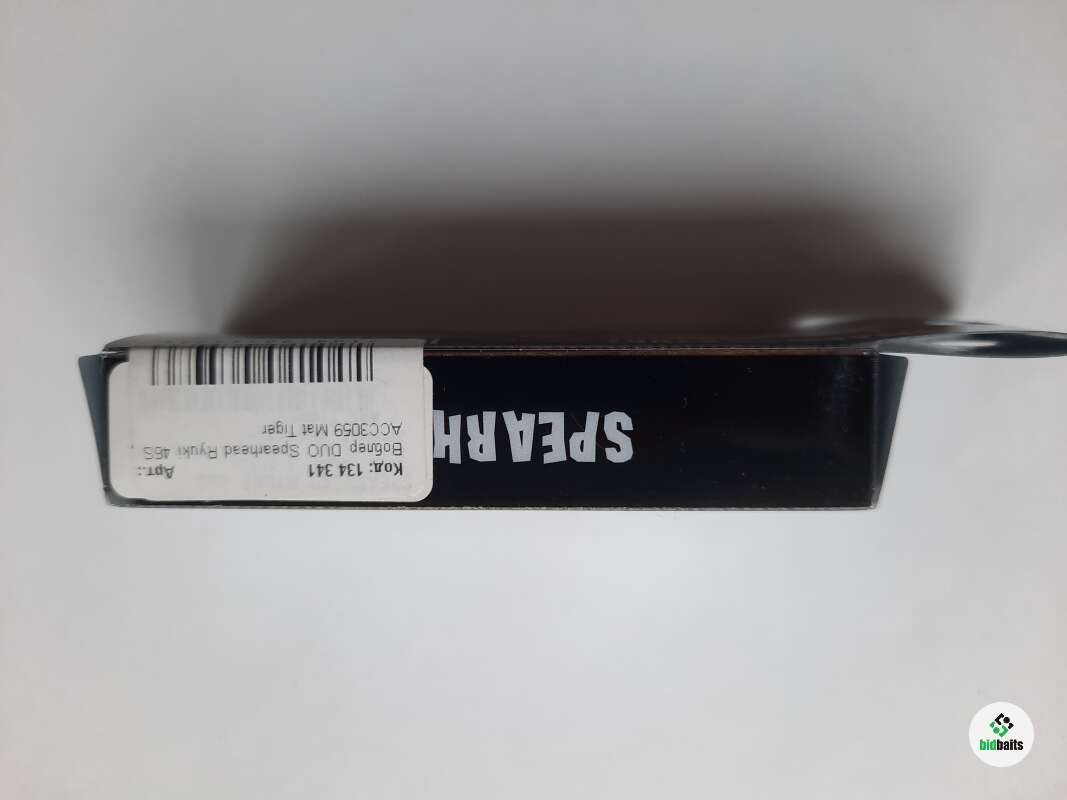 Код: 134 341 Арт.:
Воблер DUO Spearhead Ryuki 46S,
ACC3059 Mat Tiger
SPEARH
bidbaits